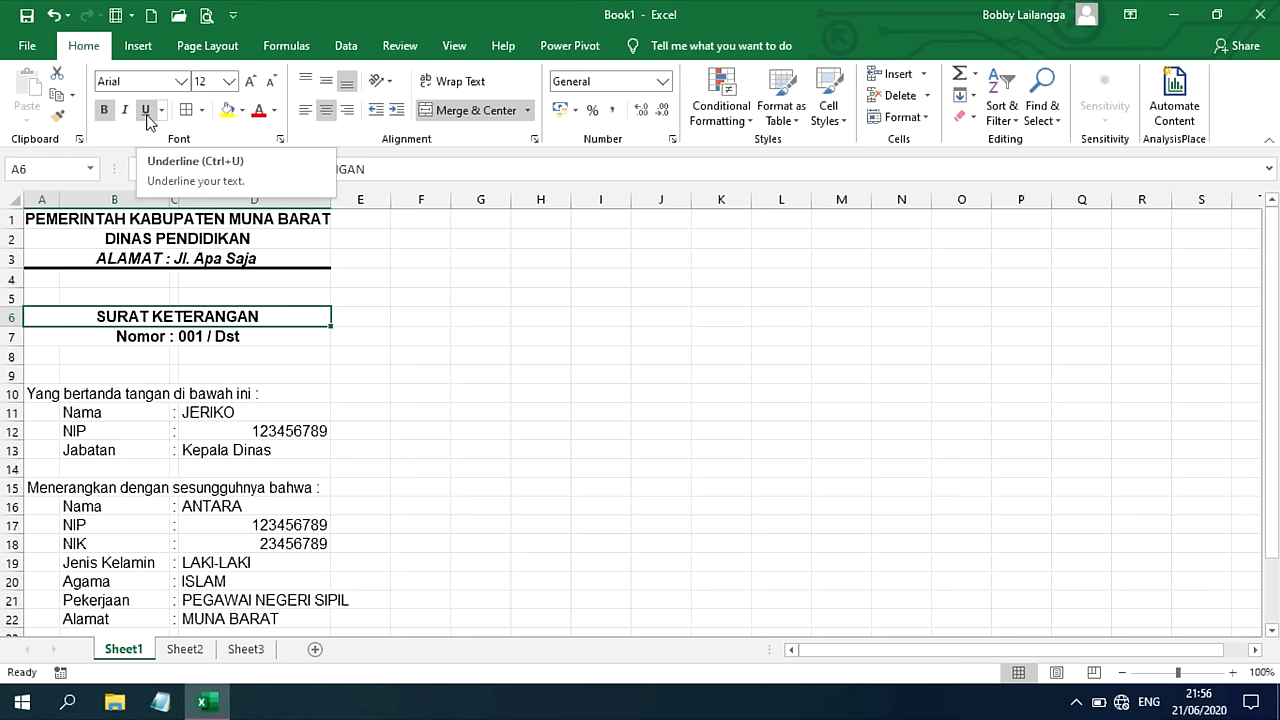 Book1 - Excel
Bobby Lailangga
File Home Insert Page Layout Formulas Data Review View Help Power Pivot Tell me what you want to do Share
Paste
Arial 12
B I U
Wrap Text
Merge & Center
General
Conditional Formatting
Format as Table
Cell Styles
Insert
Delete
Format
Sort & Filter
Find & Select
Sensitivity
Automate Content
Clipboard Font Alignment Number Styles Cells Editing Sensitivity AnalysisPlace
A6 NGAN
Underline (Ctrl+U)
Underline your text.
A B C D E F G H I J K L M N O P Q R S
1 PEMERINTAH KABUPATEN MUNA BARAT
2 DINAS PENDIDIKAN
3 ALAMAT : Jl. Apa Saja
4
5
6 SURAT KETERANGAN
7 Nomor : 001 / Dst
8
9
10 Yang bertanda tangan di bawah ini :
11 Nama : JERIKO
12 NIP : 123456789
13 Jabatan : Kepala Dinas
14
15 Menerangkan dengan sesungguhnya bahwa :
16 Nama : ANTARA
17 NIP : 123456789
18 NIK : 23456789
19 Jenis Kelamin : LAKI-LAKI
20 Agama : ISLAM
21 Pekerjaan : PEGAWAI NEGERI SIPIL
22 Alamat : MUNA BARAT
Sheet1 Sheet2 Sheet3
Ready 100%
ENG
21:56
21/06/2020